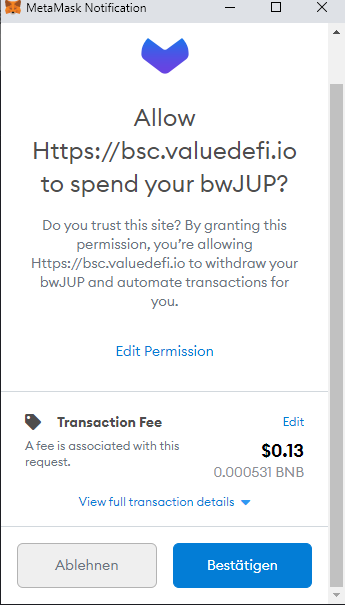 MetaMask Notification
Allow
Https://bsc.valuedefi.io
to spend your bwJUP?
Do you trust this site? By granting this
permission, you're allowing
Https://bsc.valuedefi.io to withdraw your
bwJUP and automate transactions for
you.
Edit Permission
Transaction Fee
Edit
A fee is associated with this
request.
$0.13
0.000531 BNB
View full transaction details
Ablehnen
Bestätigen